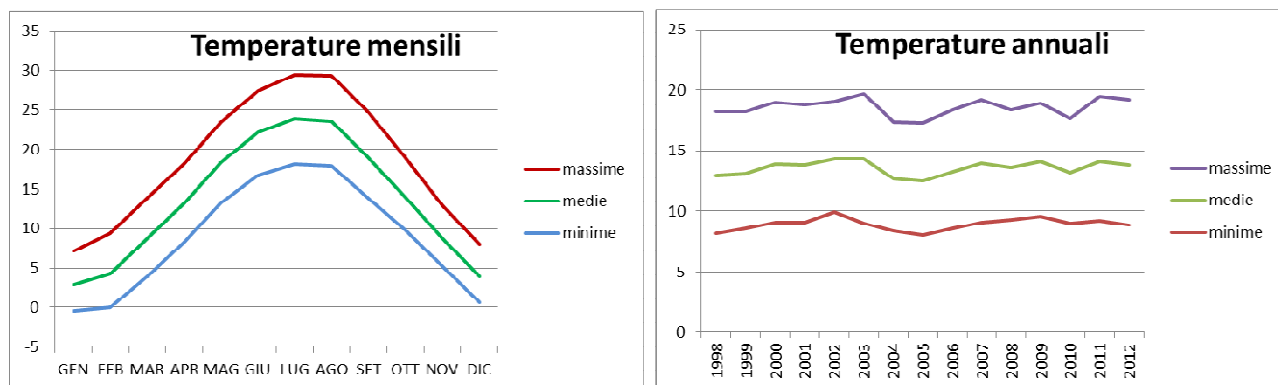 Temperature mensili
35
30
25
20
15
10
5
0
-5
GEN FEB MAR APR MAG GIU LUG AGO SET OTT NOV DIC
massime
medie
minime
Temperature annuali
25
20
15
10
5
0
1998 1999 2000 2001 2002 2003 2004 2005 2006 2007 2008 2009 2010 2011 2012
massime
medie
minime